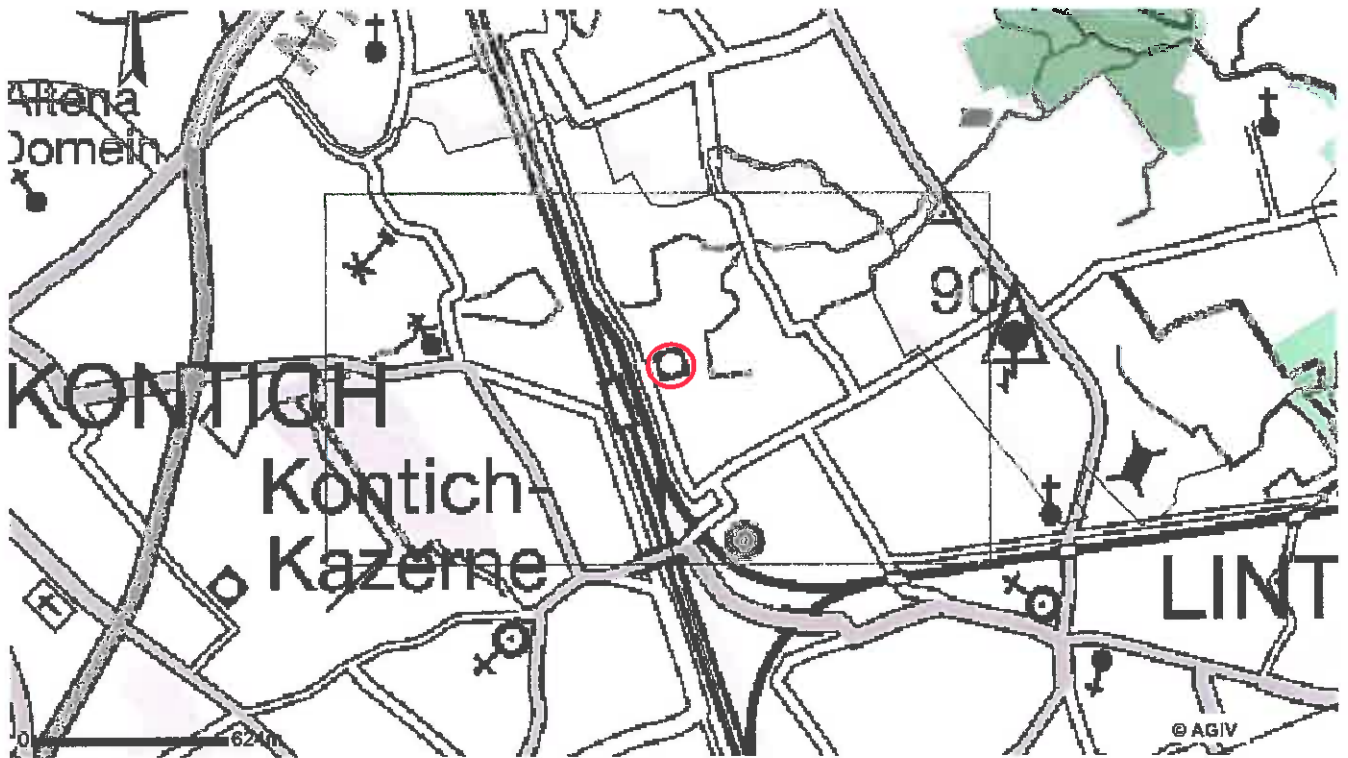 Altena
Domein
90
KONTICH
Kontich-
Kazerne
LINT
0 624m
© AGIV